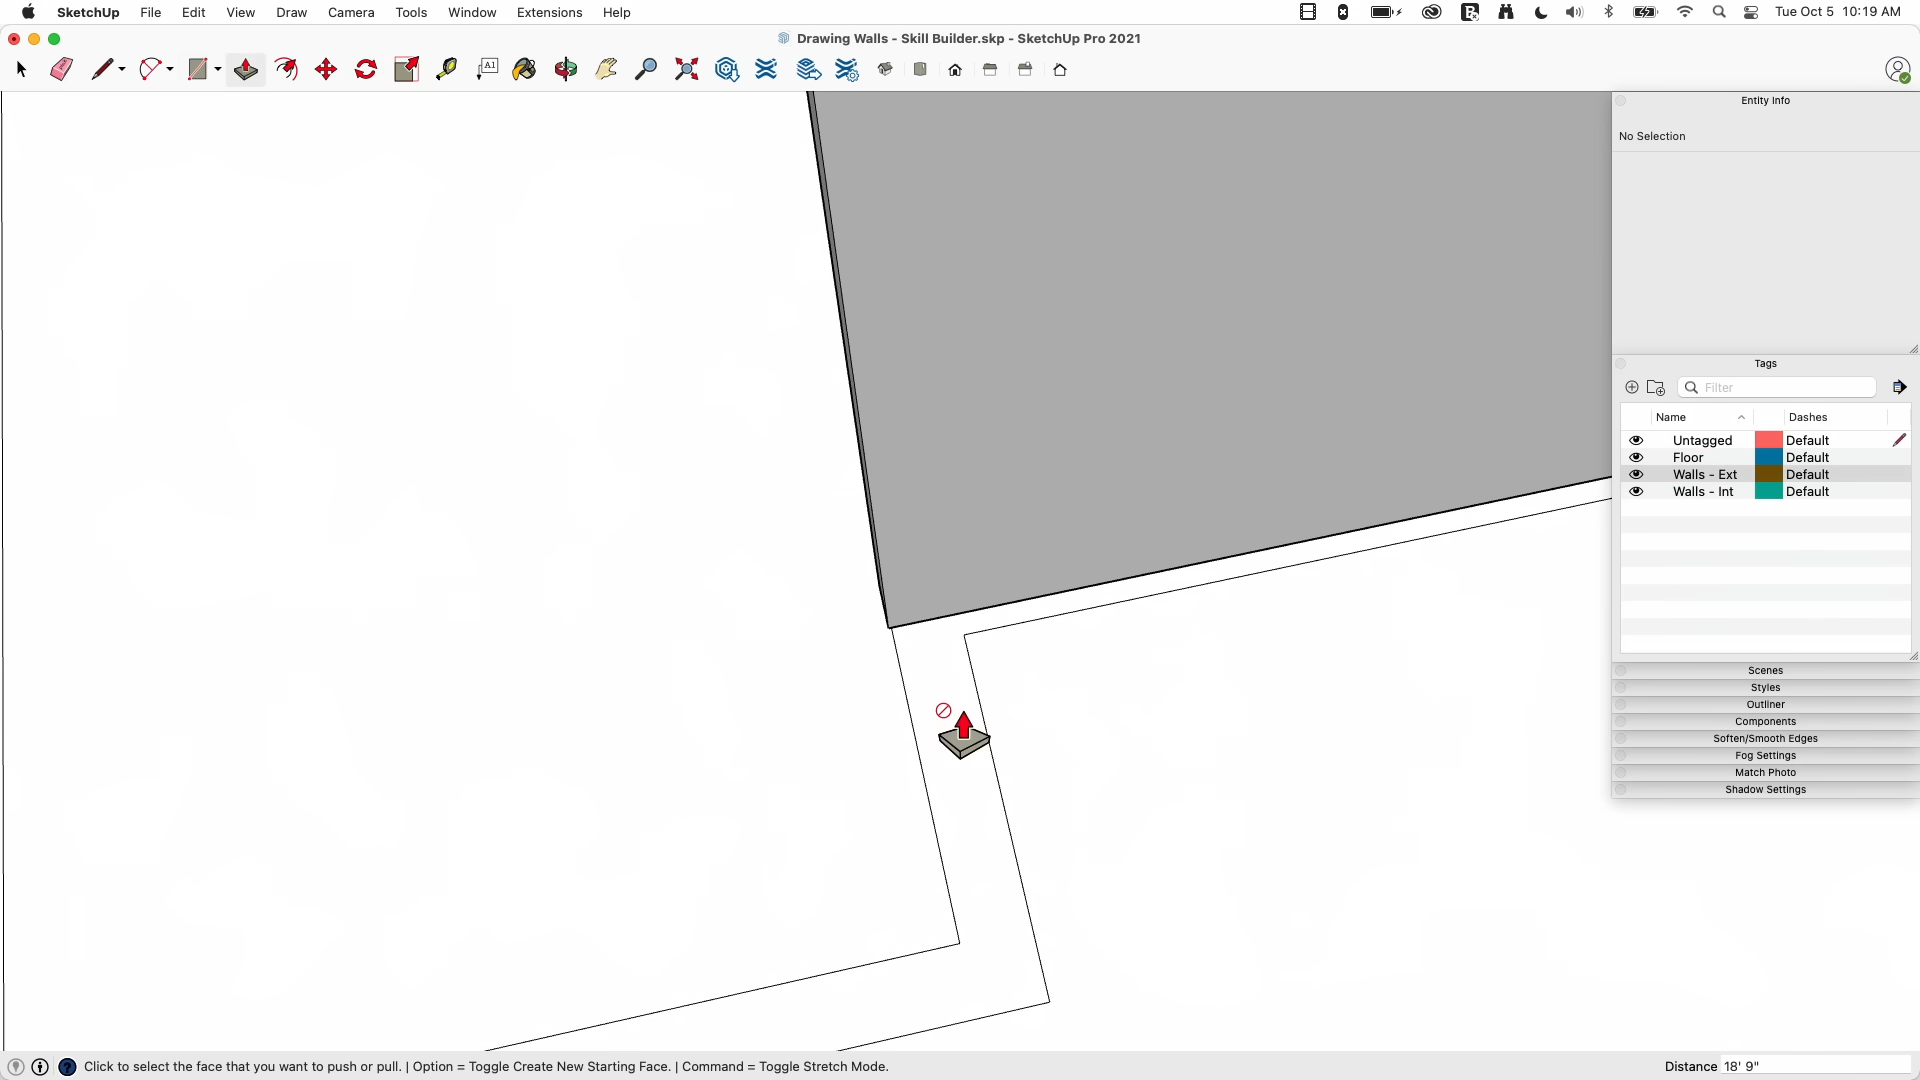 SketchUp File Edit View Draw Camera Tools Window Extensions Help Tue Oct 5 10:19 AM
Drawing Walls - Skill Builder.skp - SketchUp Pro 2021
A1
Entity Info
No Selection
Tags
Filter
Name Dashes
Untagged Default
Floor Default
Walls - Ext Default
Walls - Int Default
Scenes
Styles
Outliner
Components
Soften/Smooth Edges
Fog Settings
Match Photo
Shadow Settings
Click to select the face that you want to push or pull. | Option = Toggle Create New Starting Face. | Command = Toggle Stretch Mode. Distance 18' 9"